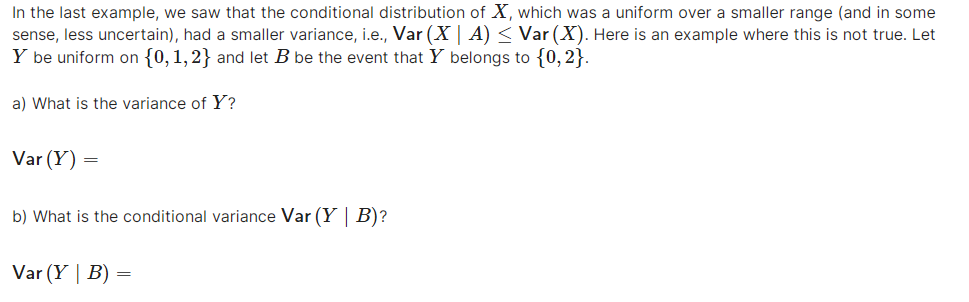 In the last example, we saw that the conditional distribution of X, which was a uniform over a smaller range (and in some
sense, less uncertain), had a smaller variance, i.e., Var (X | A) ≤ Var (X). Here is an example where this is not true. Let
Y be uniform on {0, 1, 2} and let B be the event that Y belongs to {0, 2}.
a) What is the variance of Y?
Var (Y) =
b) What is the conditional variance Var (Y | B)?
Var (Y | B) =